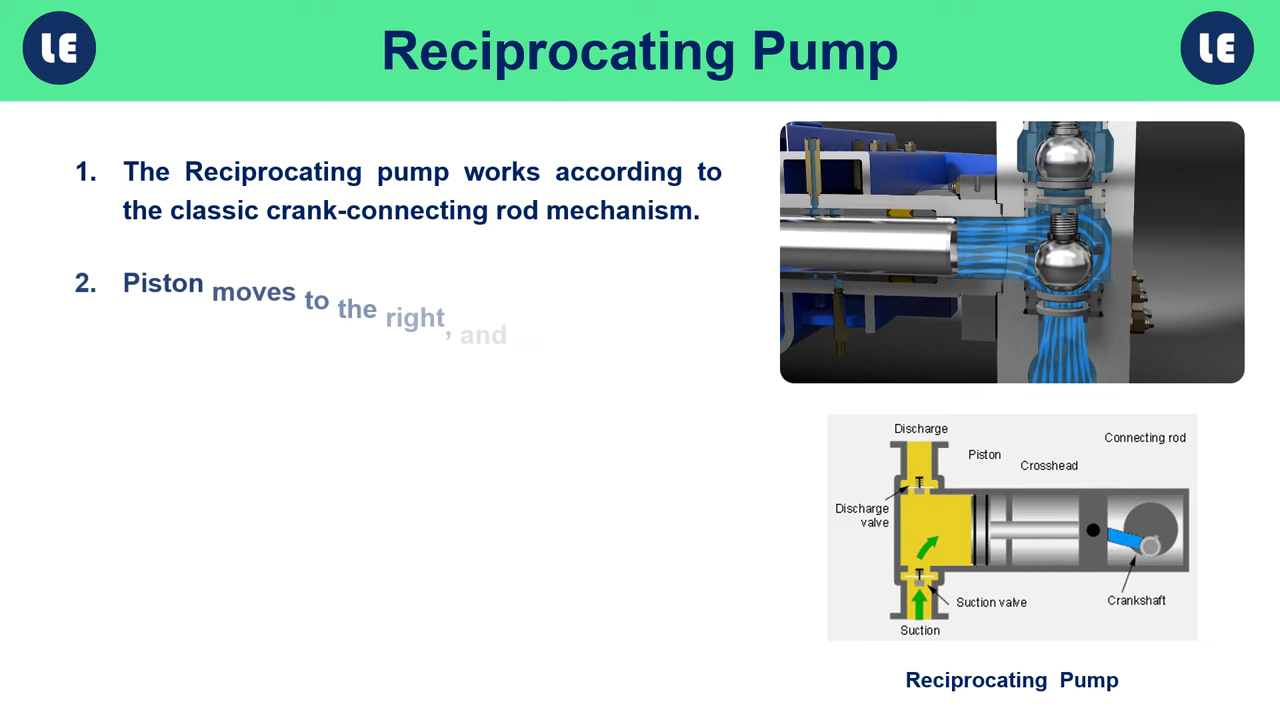 LE
Reciprocating Pump
LE
1. The Reciprocating pump works according to
the classic crank-connecting rod mechanism.
2. Piston moves to the right, and
Discharge
Connecting rod
Piston
Crosshead
Discharge
valve
Suction valve
Crankshaft
Suction
Reciprocating Pump